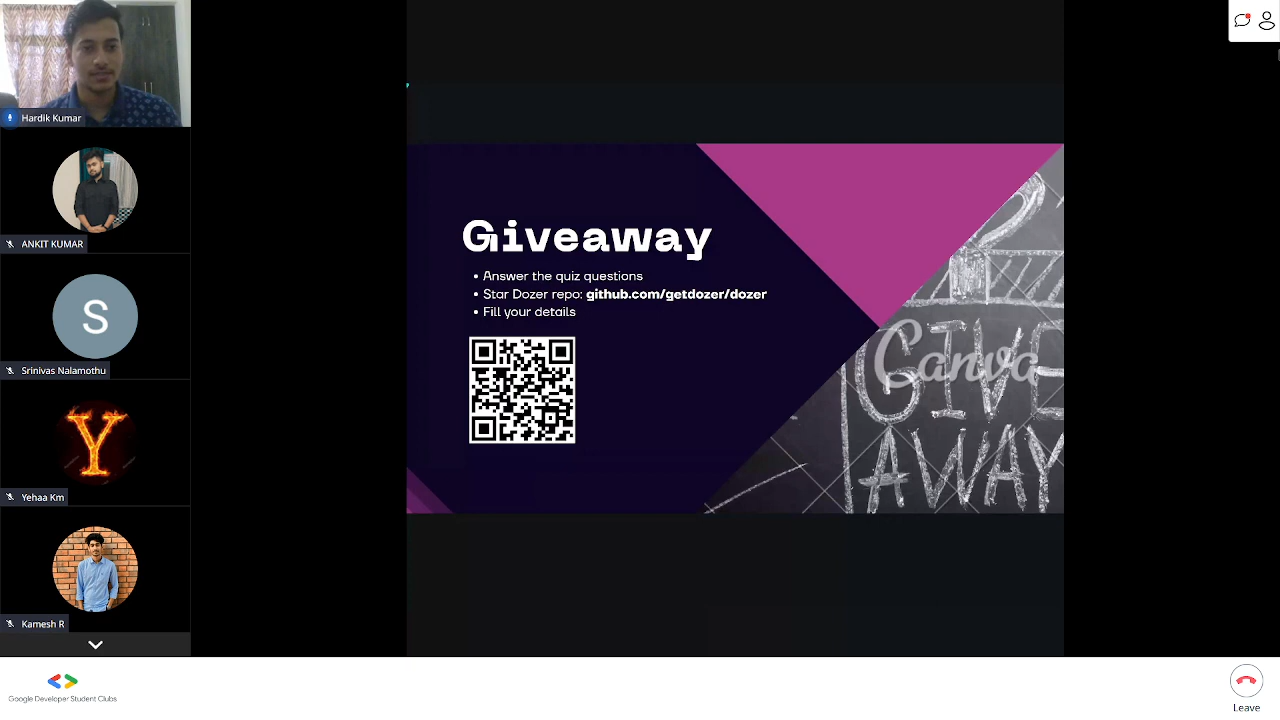 Hardik Kumar
ANKIT KUMAR
S
Srinivas Nalamothu
Y
Yehaa Km
Kamesh R
Giveaway
• Answer the quiz questions
• Star Dozer repo: github.com/getdozer/dozer
• Fill your details
Canva
GIVE
AWAY
Google Developer Student Clubs
Leave